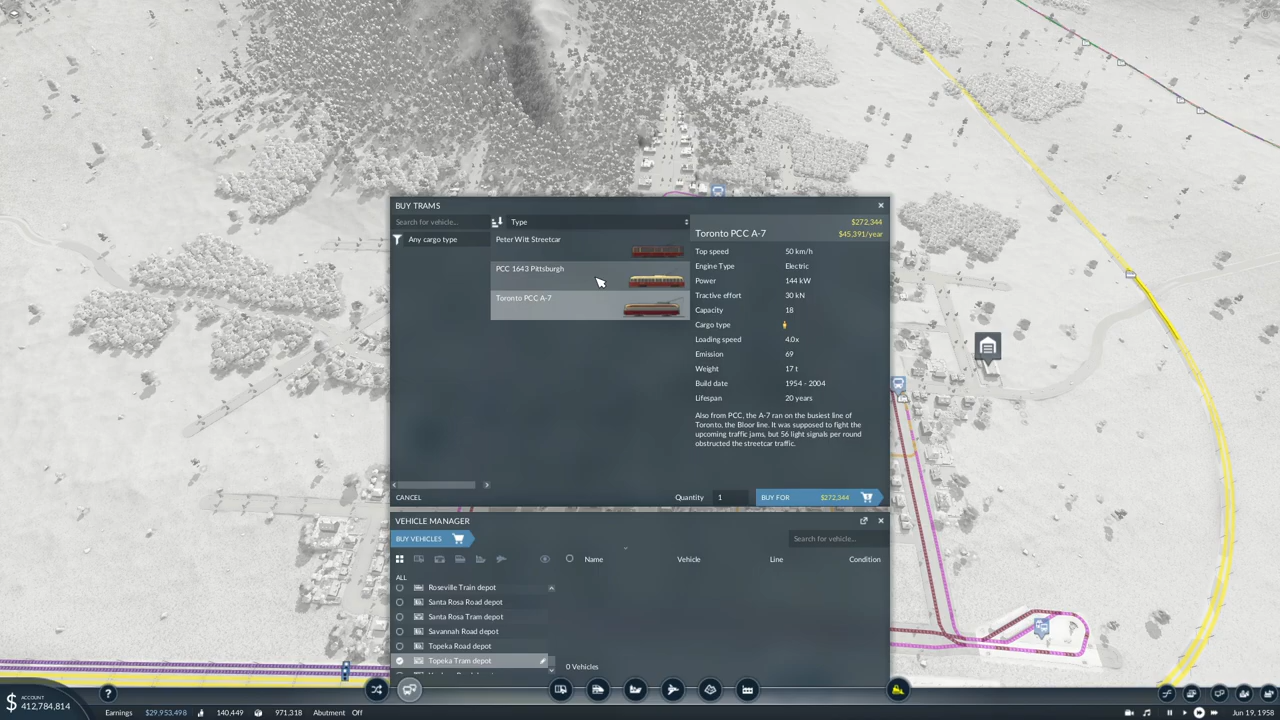 BUY TRAMS
Search for vehicle...
Type
Any cargo type
Peter Witt Streetcar
PCC 1643 Pittsburgh
Toronto PCC A-7
$272,344
Toronto PCC A-7
$45,391/year
Top speed 50 km/h
Engine Type Electric
Power 144 kW
Tractive effort 30 kN
Capacity 18
Cargo type
Loading speed 4.0x
Emission 69
Weight 17 t
Build date 1954 - 2004
Lifespan 20 years
Also from PCC, the A-7 ran on the busiest line of
Toronto, the Bloor line. It was supposed to fight the
upcoming traffic jams, but 56 light signals per round
obstructed the streetcar traffic.
CANCEL
Quantity 1
BUY FOR $272,344
VEHICLE MANAGER
BUY VEHICLES
Search for vehicle...
Name Vehicle Line Condition
ALL
Roseville Train depot
Santa Rosa Road depot
Santa Rosa Tram depot
Savannah Road depot
Topeka Road depot
Topeka Tram depot
0 Vehicles
$ ACCOUNT
412,784,814
?
Earnings $29,953,498 140,449 971,318 Abutment Off
Jun 19, 1958